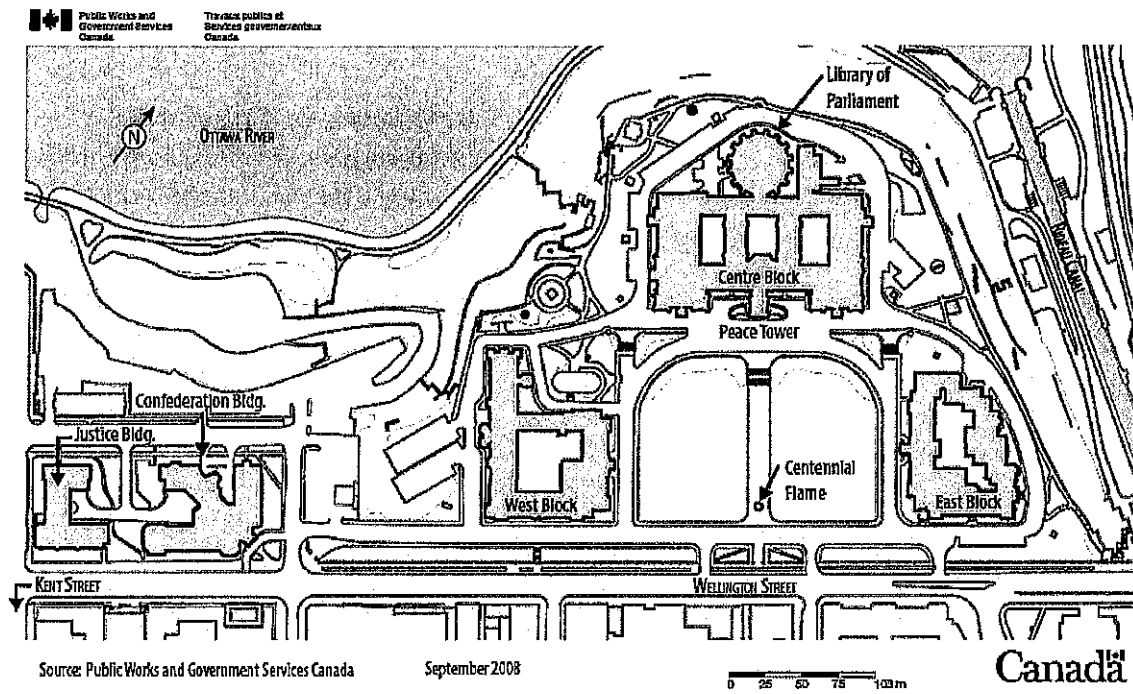 Public Works and
Government Services
Canada
Travaux publics et
Services gouvernementaux
Canada
Library of
Parliament
N
OTTAWA RIVER
RIDEAU CANAL
Centre Block
Peace Tower
Confederation Bldg.
Justice Bldg.
Centennial
Flame
West Block
East Block
KENT STREET
WELLINGTON STREET
Source: Public Works and Government Services Canada
September 2008
0 25 50 75 100 m
Canada